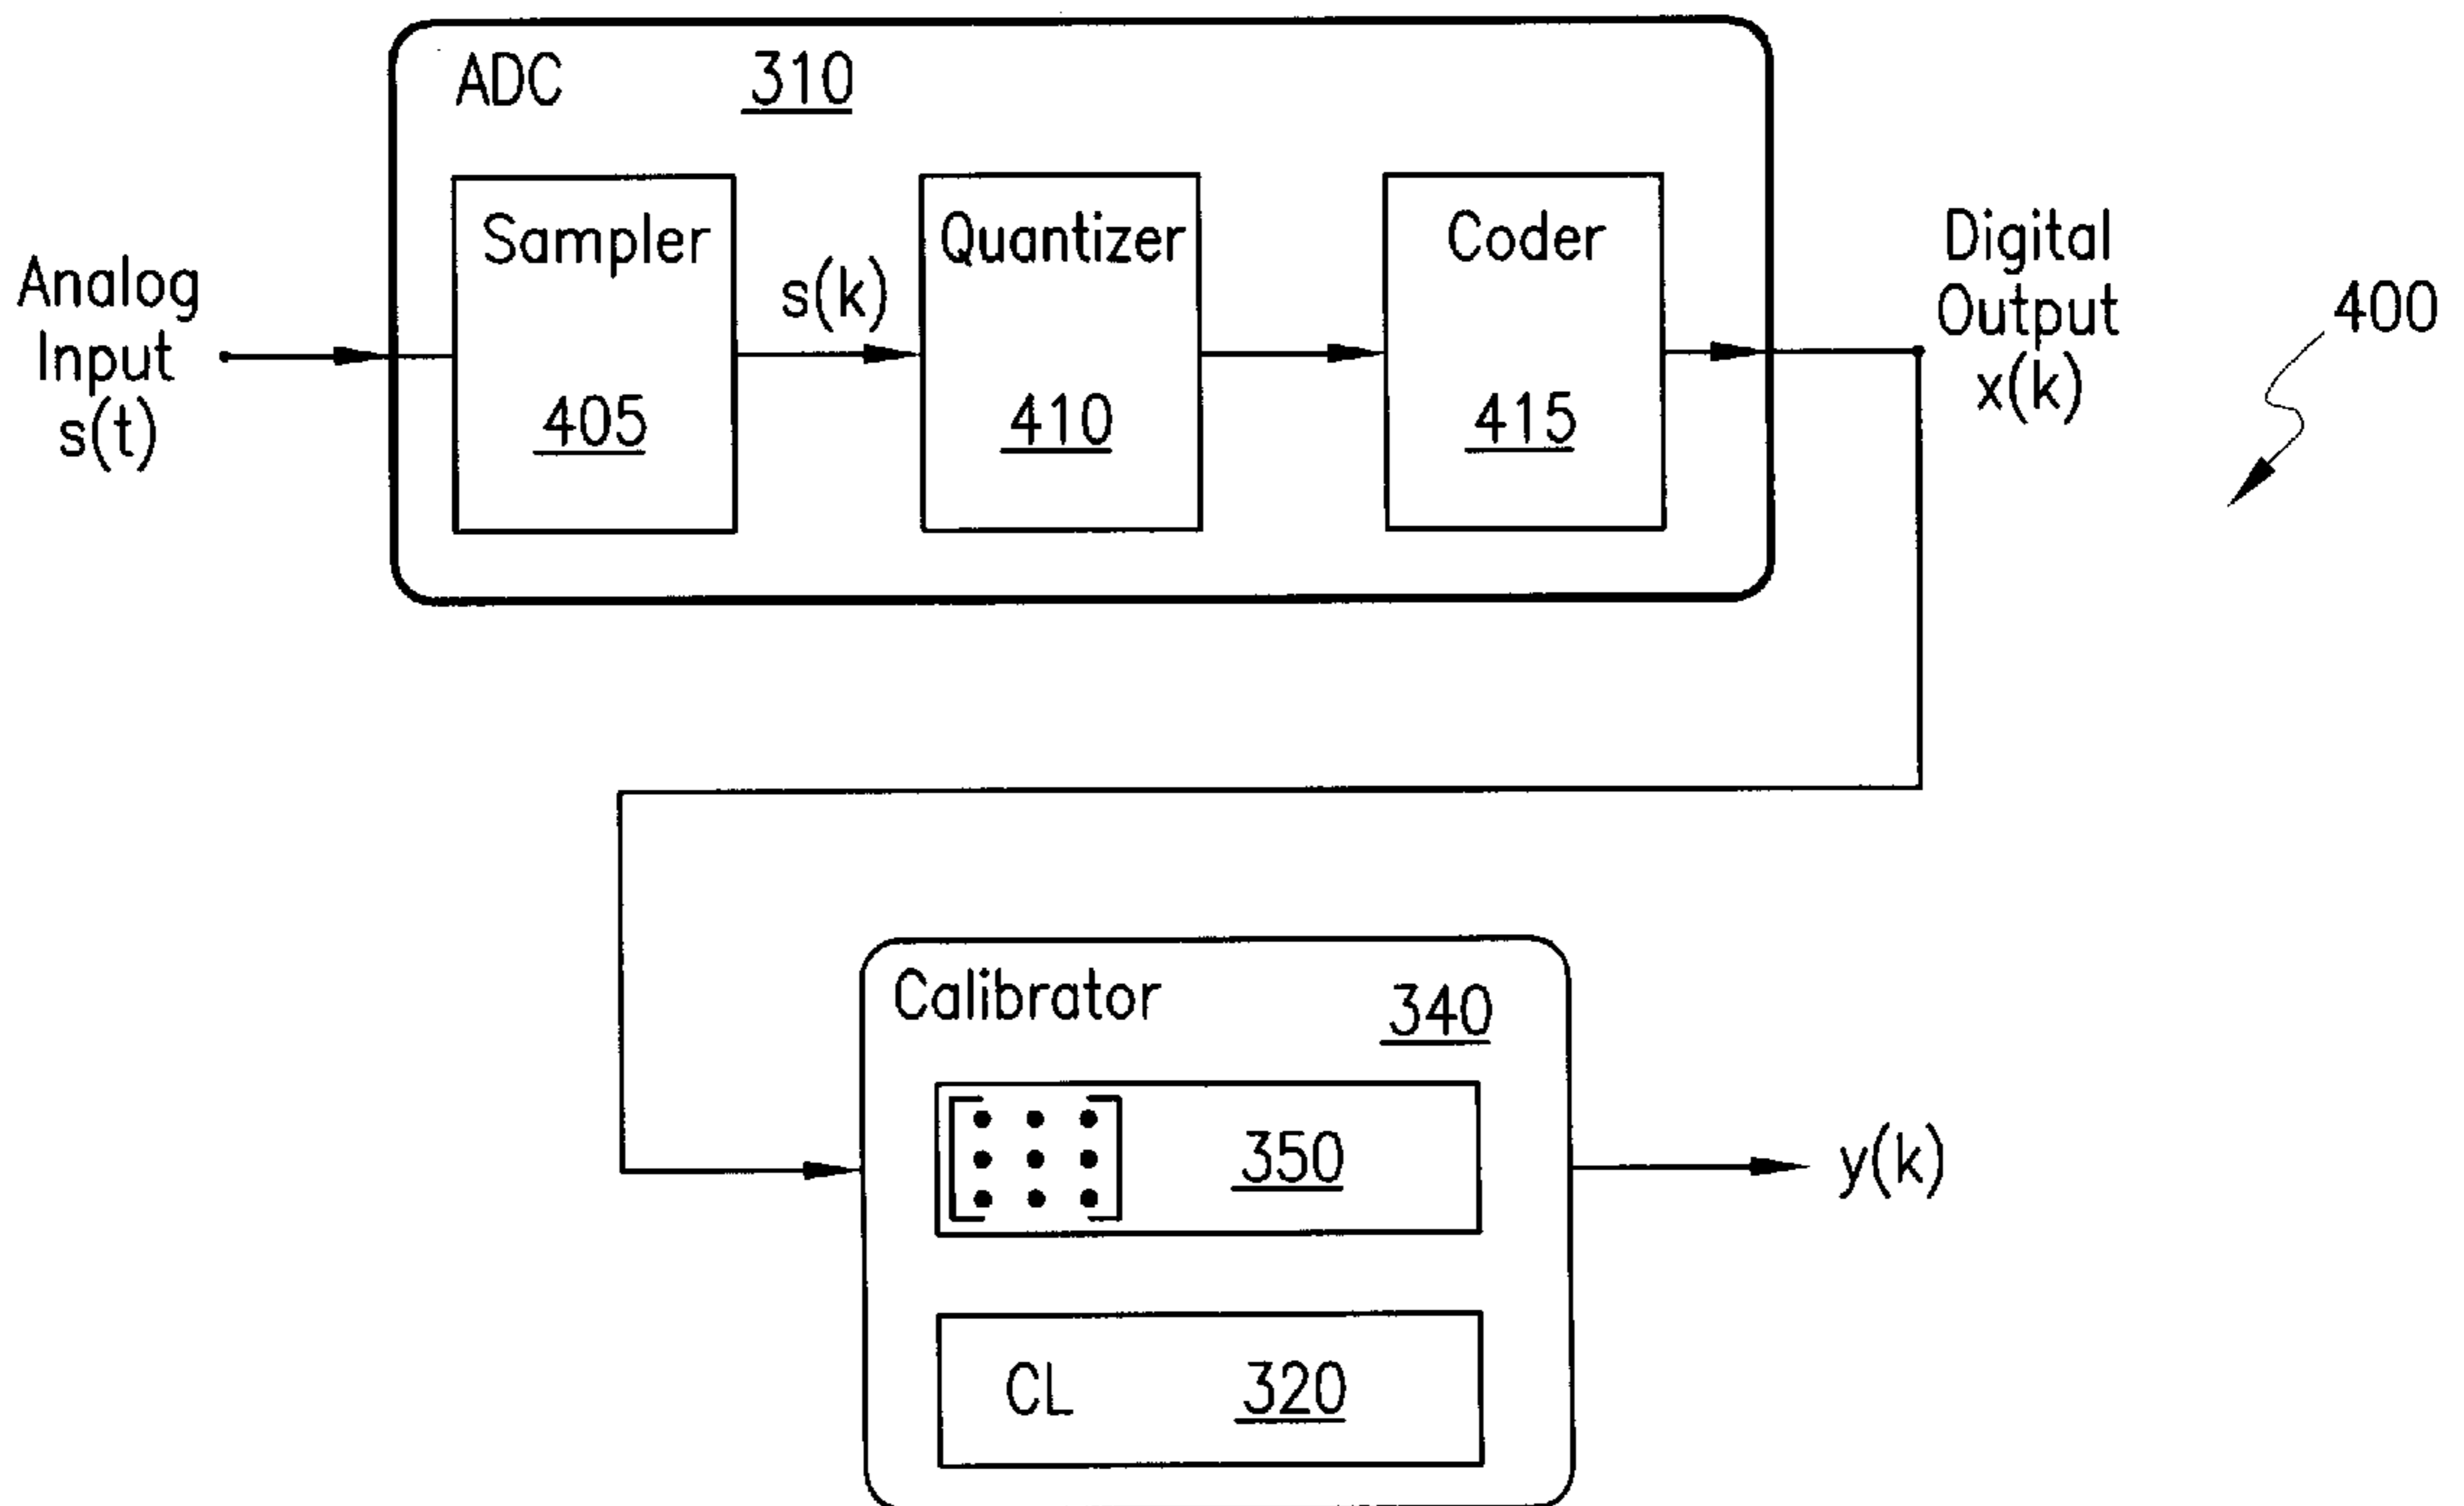 ADC 310
Sampler
405
s(k)
Quantizer
410
Coder
415
Analog
Input
s(t)
Digital
Output
x(k)
400
Calibrator 340
350
CL 320
y(k)